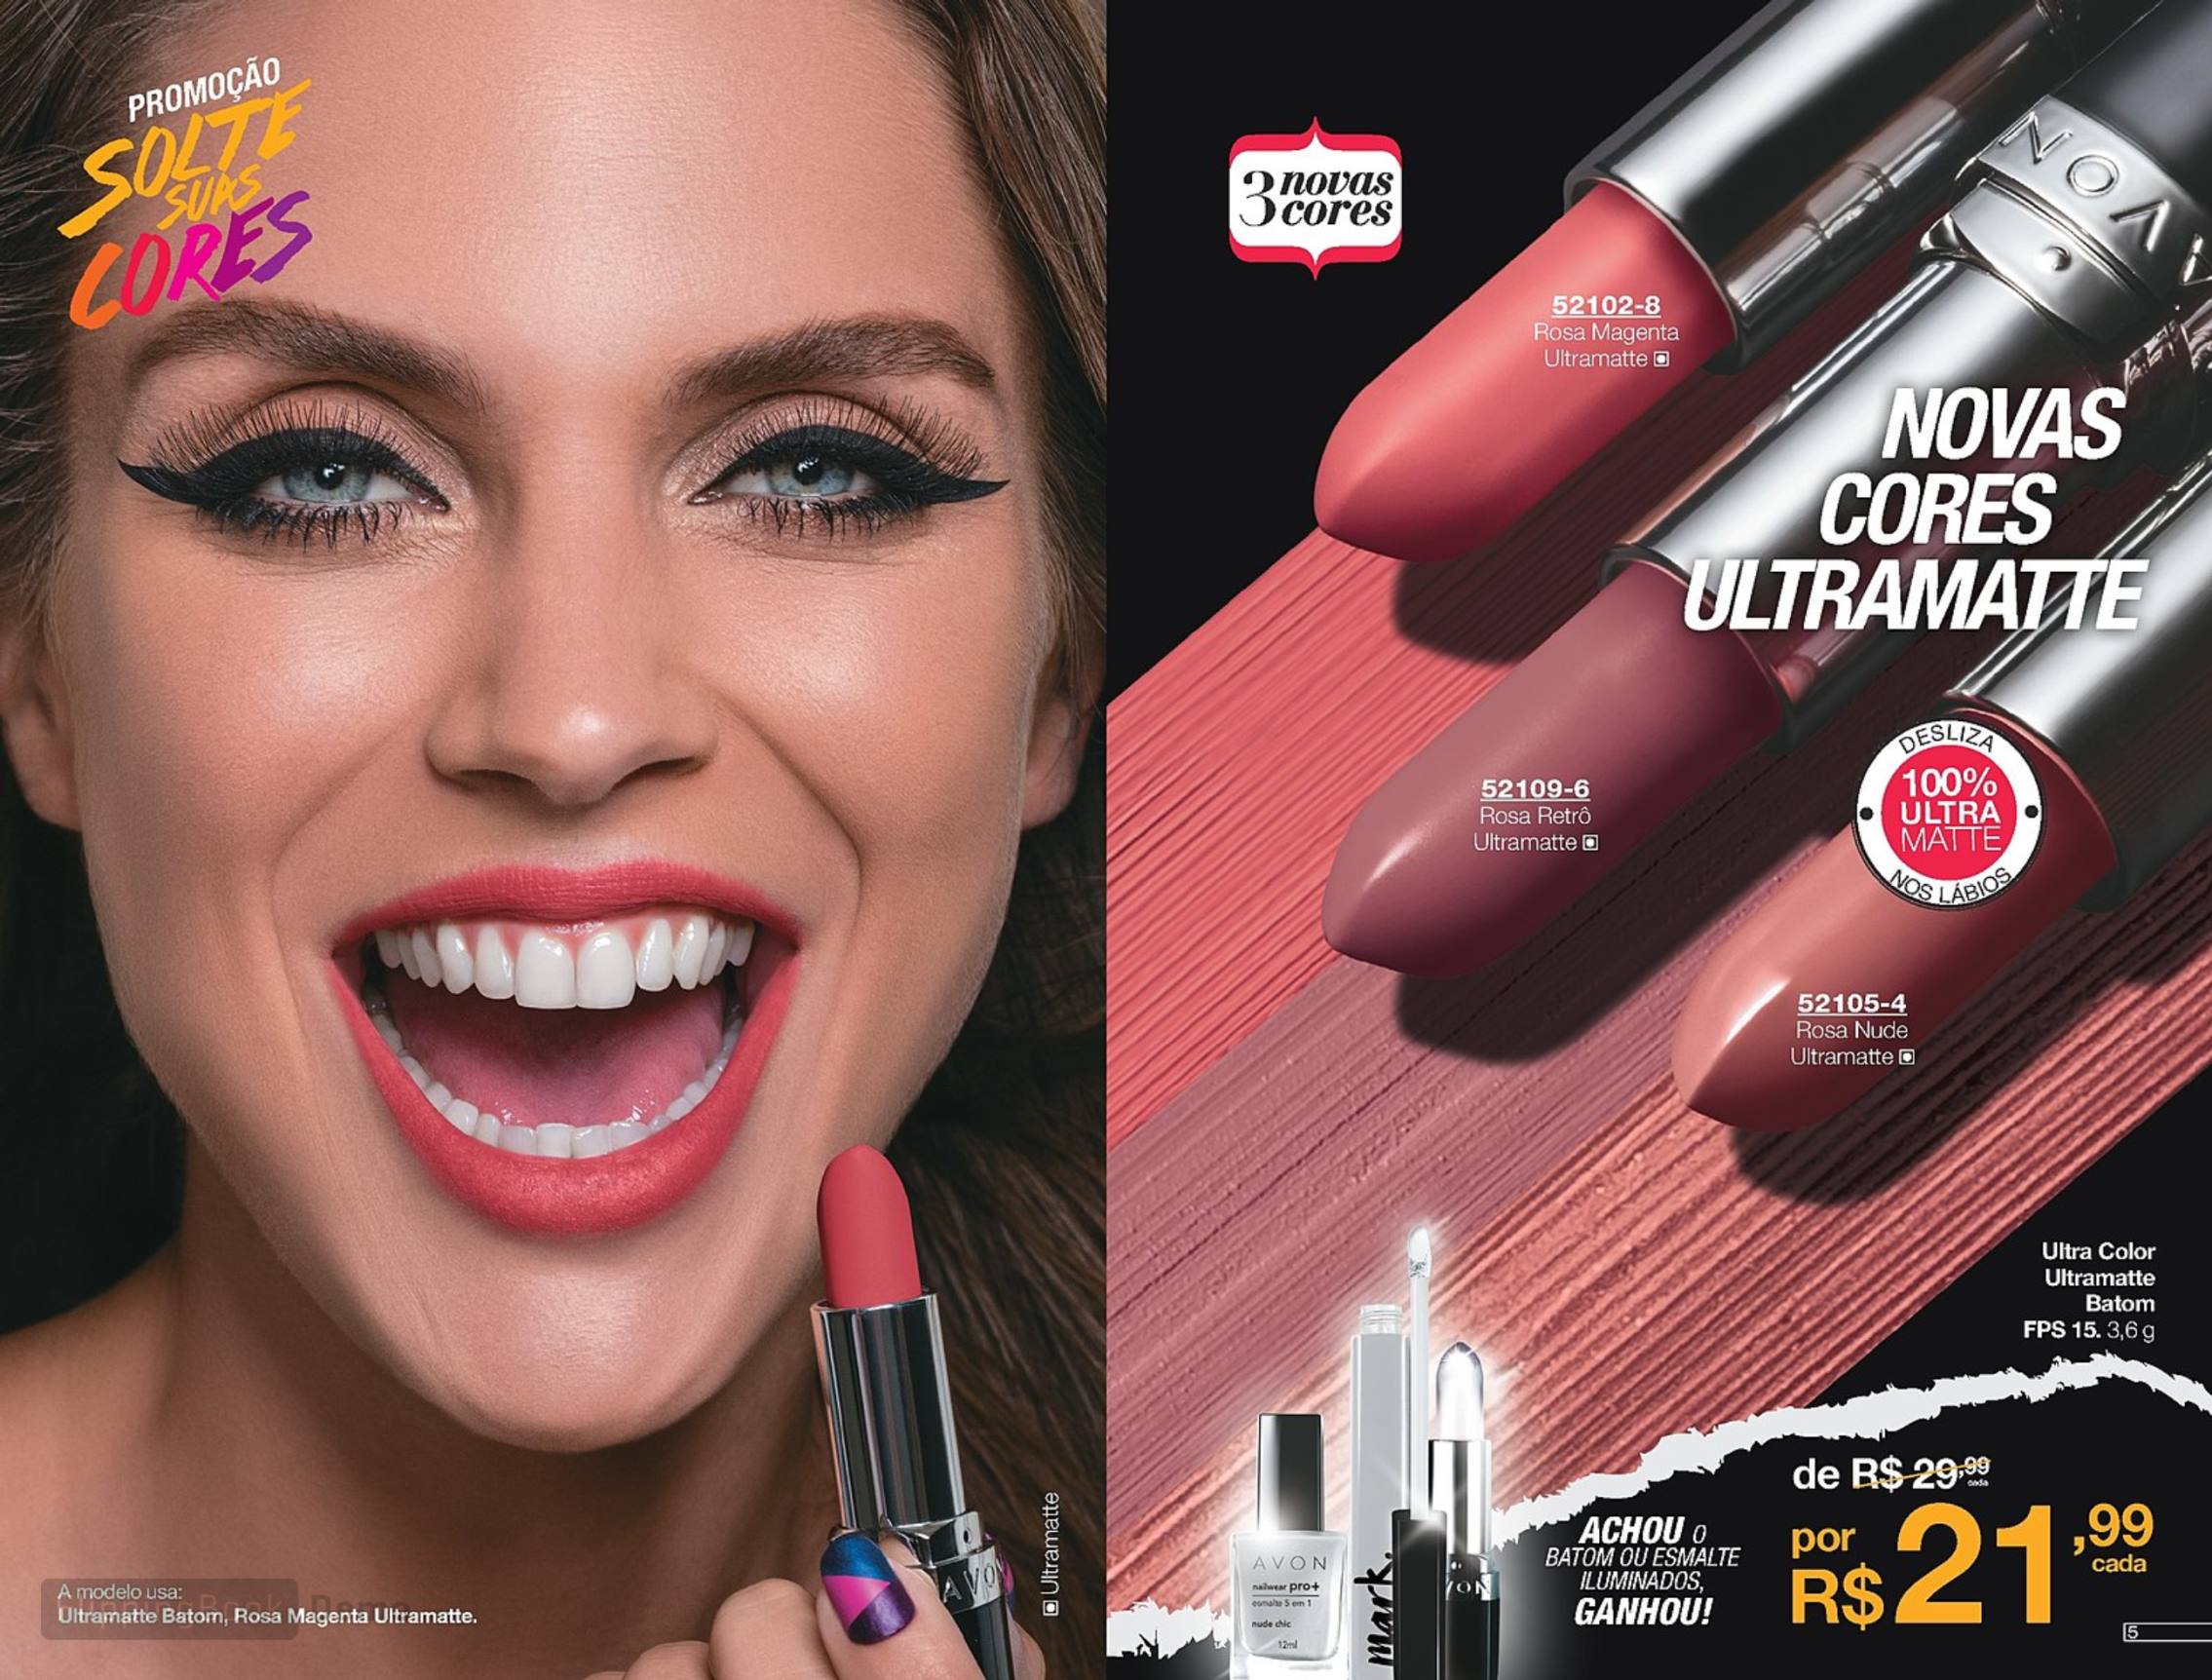 PROMOÇÃO
SOLTE
SUAS
CORES
A modelo usa:
Ultramatte Batom, Rosa Magenta Ultramatte.
Ultramatte
AVON
3 novas
cores
52102-8
Rosa Magenta
Ultramatte
AVON
NOVAS
CORES
ULTRAMATTE
52109-6
Rosa Retrô
Ultramatte
DESLIZA
100%
ULTRA
MATTE
NOS LÁBIOS
52105-4
Rosa Nude
Ultramatte
Ultra Color
Ultramatte
Batom
FPS 15. 3,6 g
AVON
nailwear pro+
esmalte 5 em 1
nude chic
12ml
mark.
VON
ACHOU O
BATOM OU ESMALTE
ILUMINADOS,
GANHOU!
de R$ 29,99
cada
por
R$ 21,99
cada
5